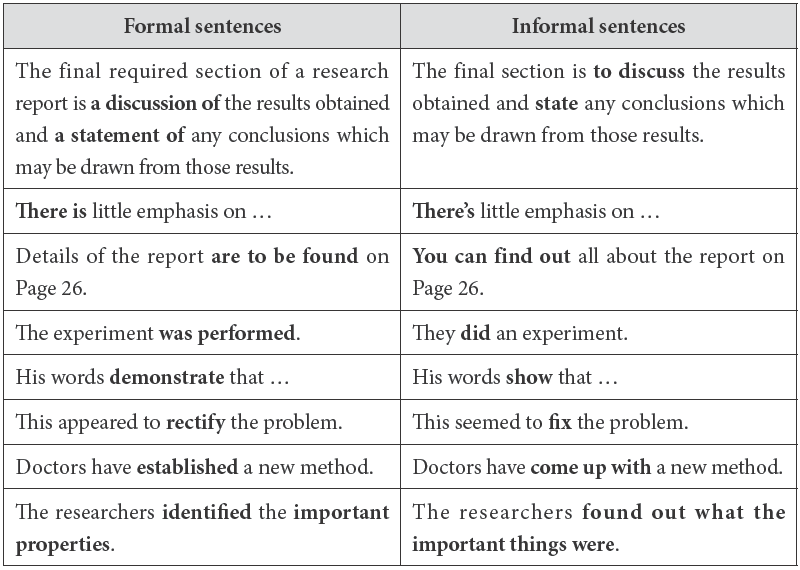 Formal sentences
Informal sentences
The final required section of a research
report is a discussion of the results obtained
and a statement of any conclusions which
may be drawn from those results.
The final section is to discuss the results
obtained and state any conclusions which
may be drawn from those results.
There is little emphasis on …
There's little emphasis on …
Details of the report are to be found on
Page 26.
You can find out all about the report on
Page 26.
The experiment was performed.
They did an experiment.
His words demonstrate that …
His words show that …
This appeared to rectify the problem.
This seemed to fix the problem.
Doctors have established a new method.
Doctors have come up with a new method.
The researchers identified the important
properties.
The researchers found out what the
important things were.